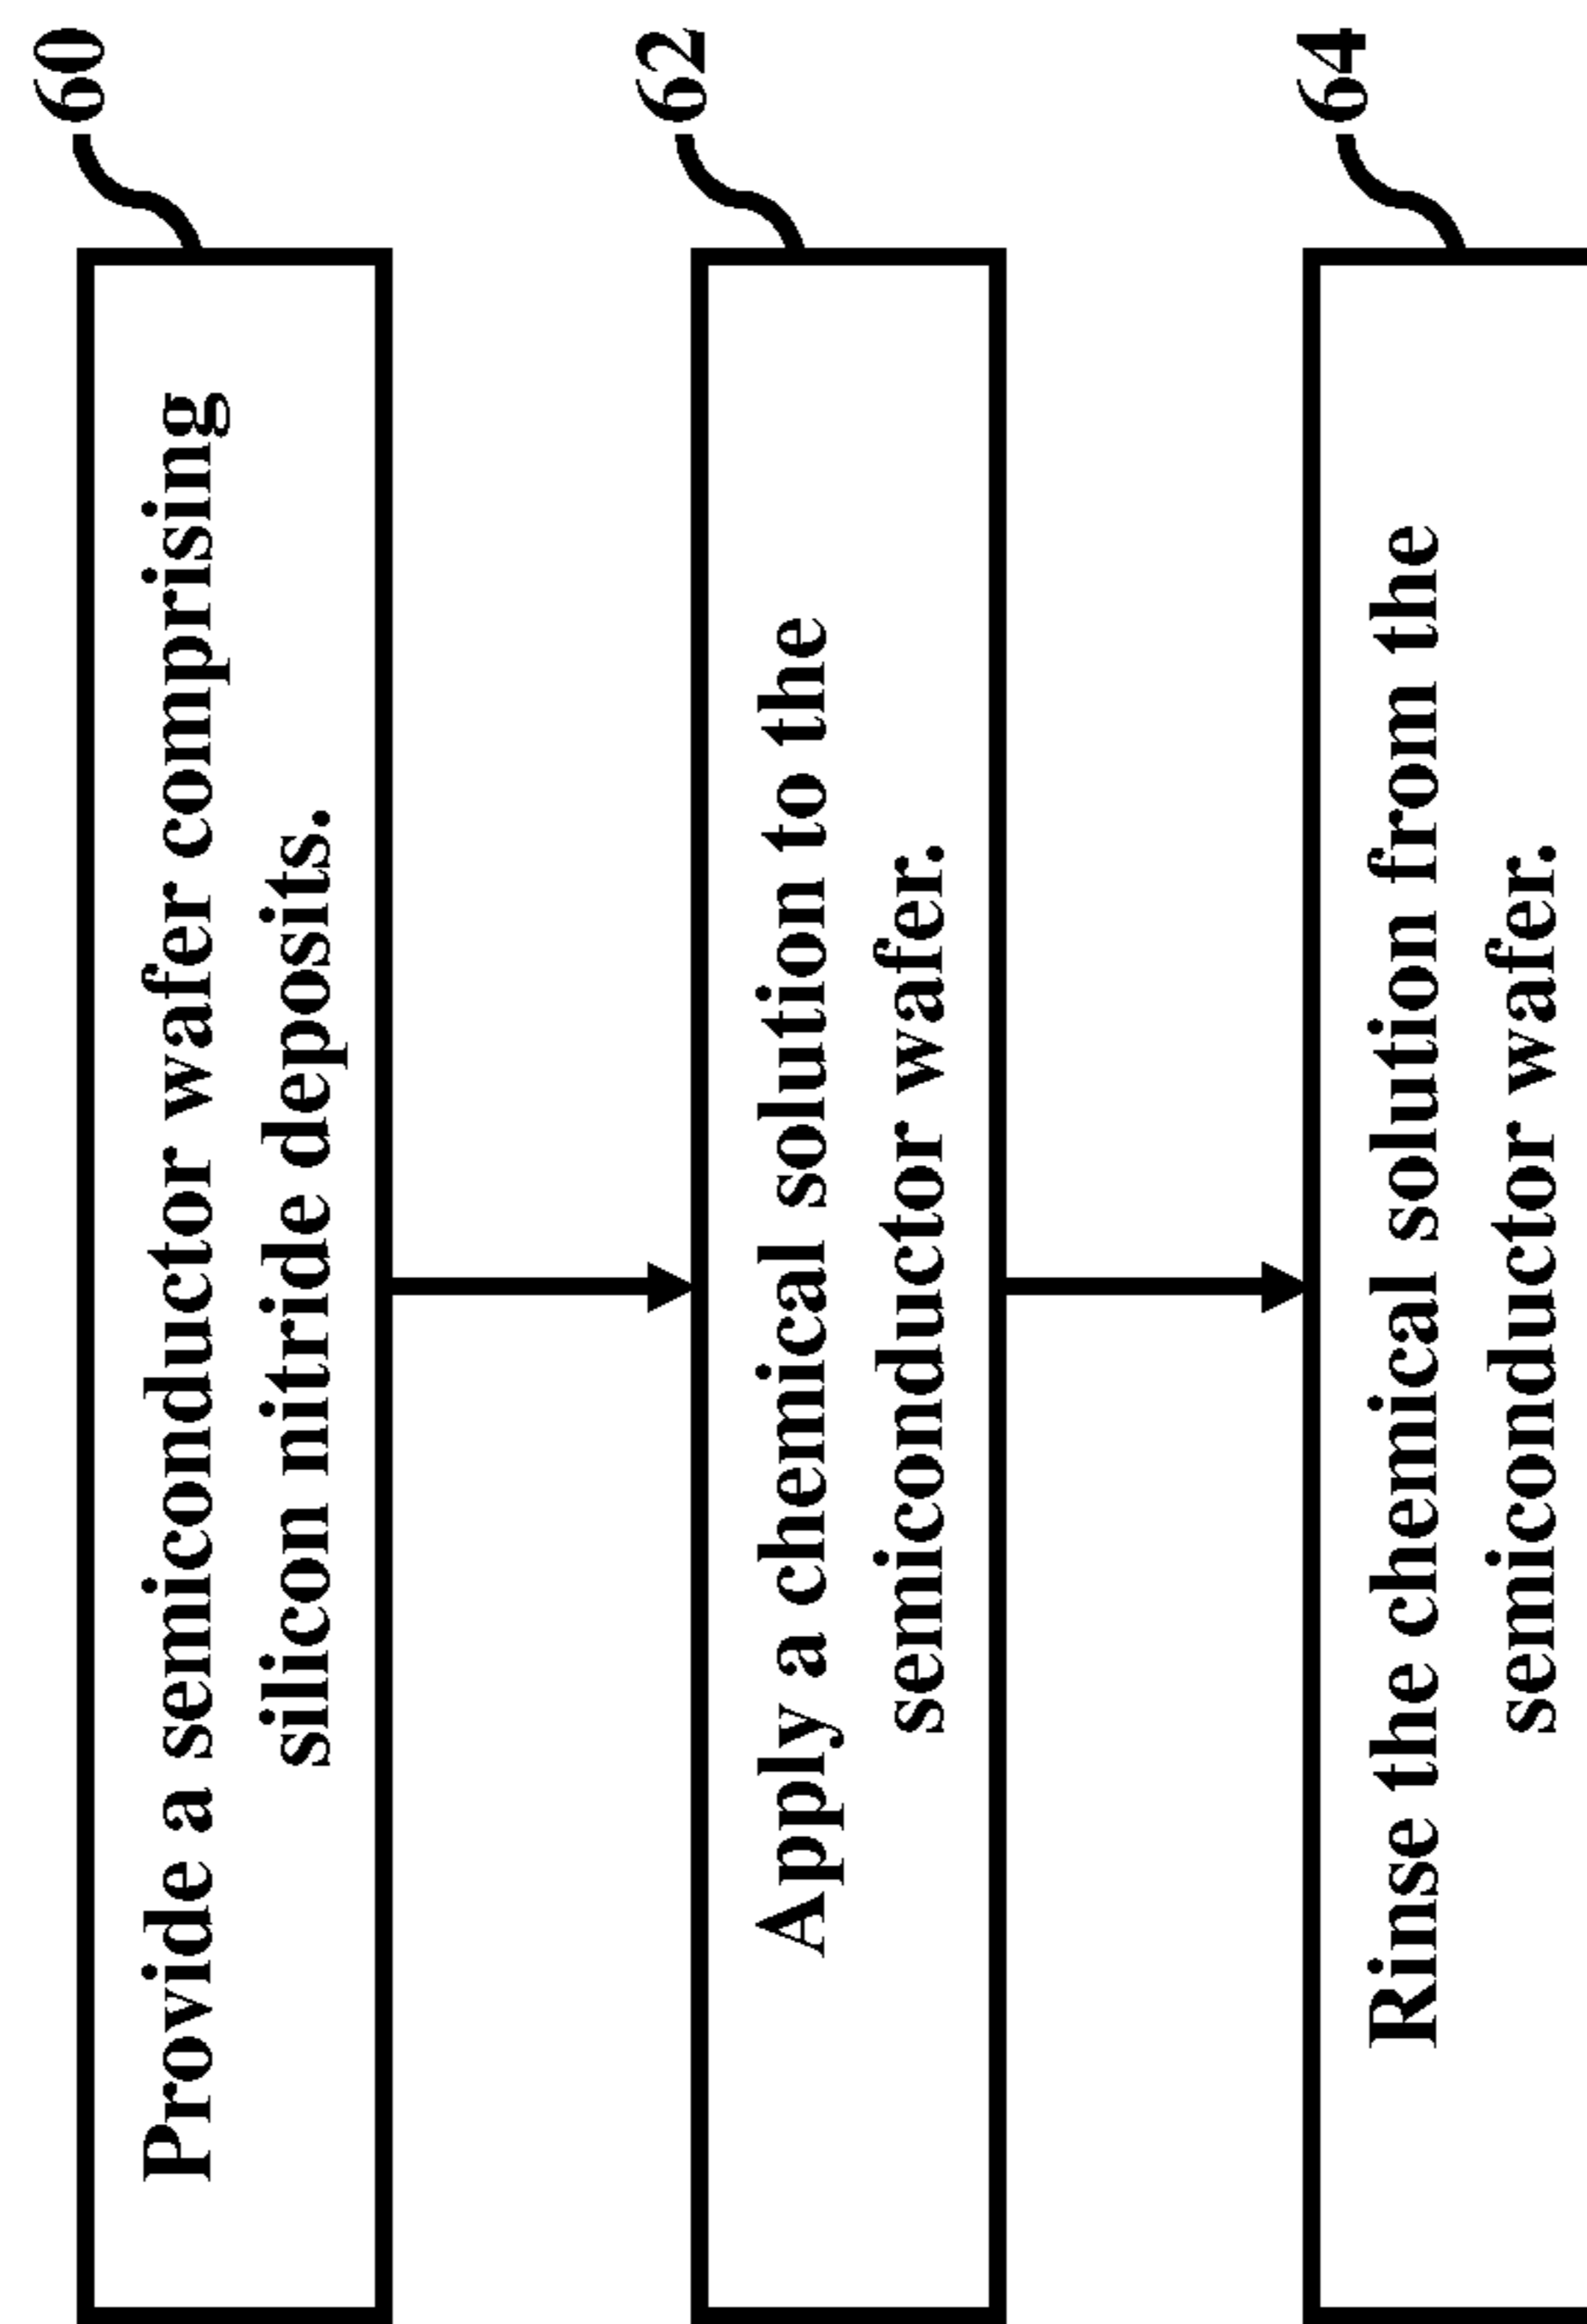 Provide a semiconductor wafer comprising
silicon nitride deposits.
60
Apply a chemical solution to the
semiconductor wafer.
62
Rinse the chemical solution from the
semiconductor wafer.
64